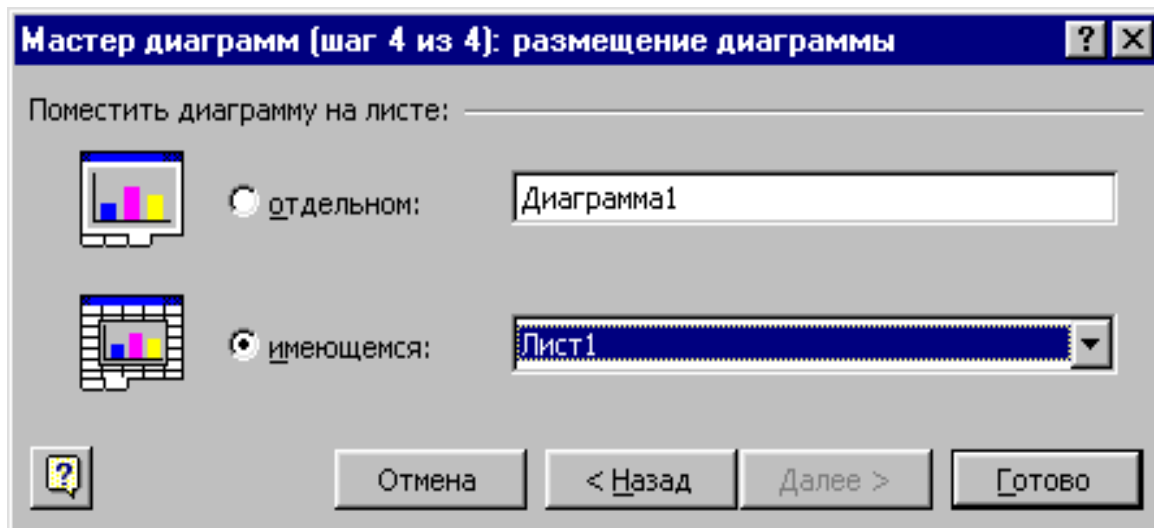 Мастер диаграмм (шаг 4 из 4): размещение диаграммы
Поместить диаграмму на листе:
отдельном: Диаграмма1
имеющемся: Лист1
Отмена < Назад Далее > Готово